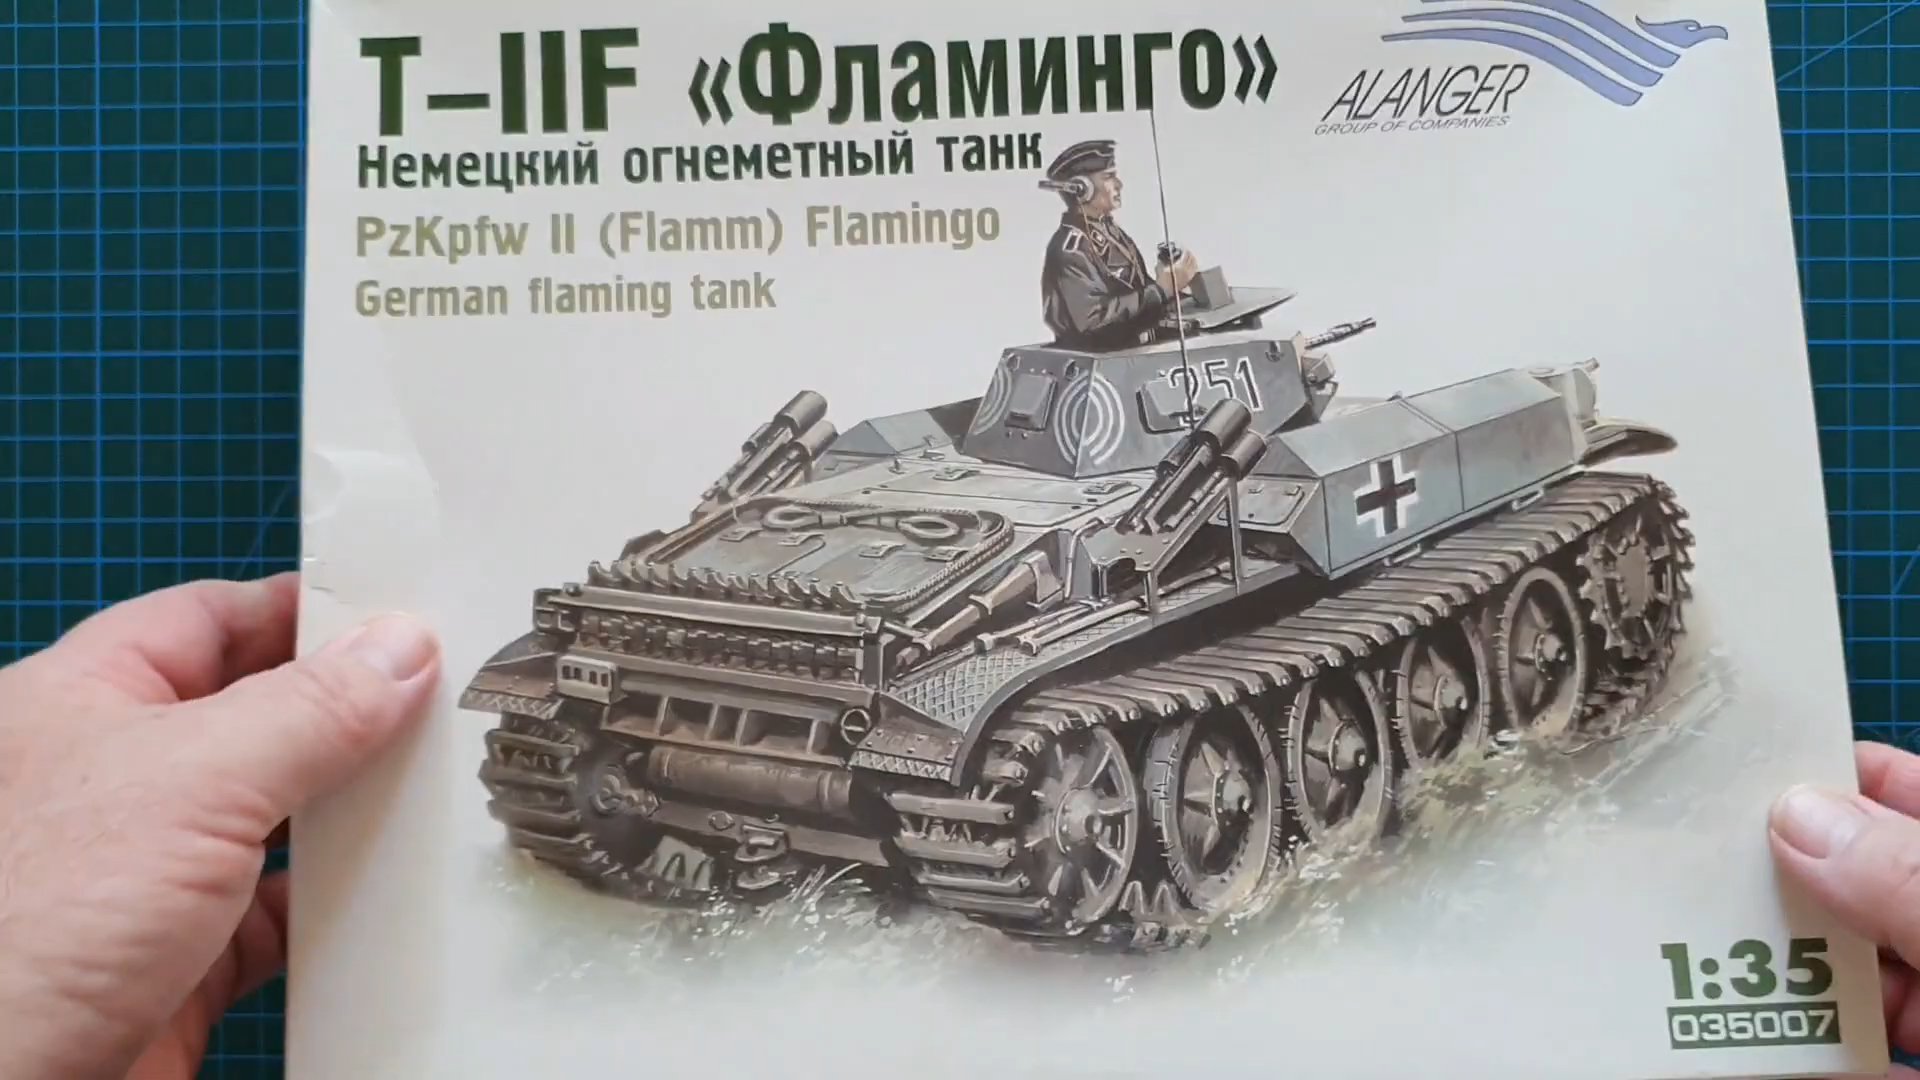 T-IIF «Фламинго»
ALANGER
GROUP OF COMPANIES
Немецкий огнеметный танк
PzKpfw II (Flamm) Flamingo
German flaming tank
251
1:35
035007